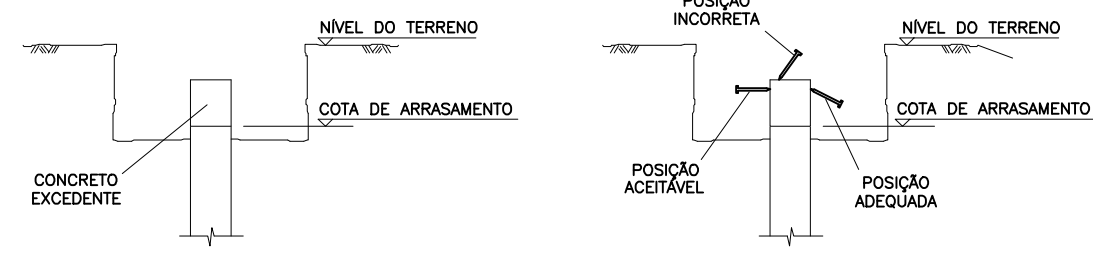 NÍVEL DO TERRENO
COTA DE ARRASAMENTO
CONCRETO
EXCEDENTE
POSIÇÃO
INCORRETA
NÍVEL DO TERRENO
COTA DE ARRASAMENTO
POSIÇÃO
ACEITÁVEL
POSIÇÃO
ADEQUADA